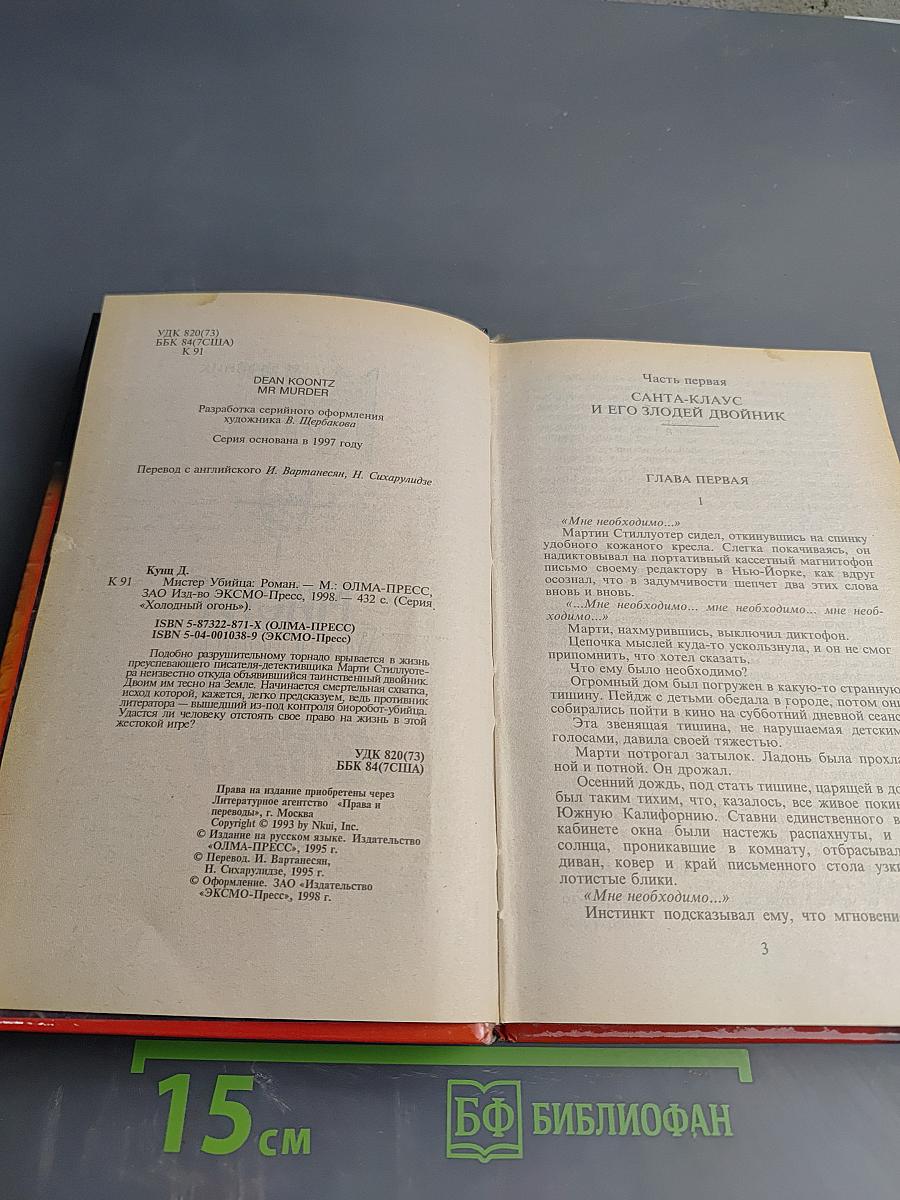 УДК 820(73)
ББК 84(7США)
К 91
DEAN KOONTZ
MR MURDER
Разработка серийного оформления
художника В. Щербакова
Серия основана в 1997 году
Перевод с английского И. Вартанесян, Н. Сихарулидзе
Кунц Д.
К 91 Мистер Убийца: Роман. — М.: ОЛМА-ПРЕСС,
ЗАО Изд-во ЭКСМО-Пресс, 1998. — 432 с. (Серия
«Холодный огонь»).
ISBN 5-87322-871-X (ОЛМА-ПРЕСС)
ISBN 5-04-001038-9 (ЭКСМО-Пресс)
Подобно разрушительному торнадо врывается в жизнь
преуспевающего писателя-детективщика Марти Стиллуоте-
ра неизвестно откуда объявившийся таинственный двойник.
Двоим им тесно на Земле. Начинается смертельная схватка,
исход которой, кажется, легко предсказуем, ведь противник
литератора — вышедший из-под контроля биоробот-убийца.
Удастся ли человеку отстоять свое право на жизнь в этой
жестокой игре?
УДК 820(73)
ББК 84(7США)
Права на издание приобретены через
Литературное агентство «Права и
переводы», г. Москва
Copyright © 1993 by Nkui, Inc.
© Издание на русском языке. Издательство
«ОЛМА-ПРЕСС», 1995 г.
© Перевод. И. Вартанесян,
Н. Сихарулидзе, 1995 г.
© Оформление. ЗАО «Издательство
«ЭКСМО-Пресс», 1998 г.
Часть первая
САНТА-КЛАУС
И ЕГО ЗЛОДЕЙ ДВОЙНИК
ГЛАВА ПЕРВАЯ
1
«Мне необходимо...»
Мартин Стиллуотер сидел, откинувшись на спинку
удобного кожаного кресла. Слегка покачиваясь, он
надиктовывал на портативный кассетный магнитофон
письмо своему редактору в Нью-Йорке, как вдруг
осознал, что в задумчивости шепчет два этих слова
вновь и вновь.
«...Мне необходимо... мне необходимо... мне необ-
ходимо...»
Марти, нахмурившись, выключил диктофон.
Цепочка мыслей куда-то ускользнула, и он не смог
припомнить, что хотел сказать.
Что ему было необходимо?
Огромный дом был погружен в какую-то странную
тишину. Пейдж с детьми обедала в городе, потом они
собирались пойти в кино на субботний дневной сеанс
Эта звенящая тишина, не нарушаемая детским
голосами, давила своей тяжестью.
Марти потрогал затылок. Ладонь была прохла
ной и потной. Он дрожал.
Осенний дождь, под стать тишине, царящей в до
был таким тихим, что, казалось, все живое покин
Южную Калифорнию. Ставни единственного в
кабинете окна были настежь распахнуты, и
солнца, проникавшие в комнату, отбрасывал
диван, ковер и край письменного стола узки
лотистые блики.
«Мне необходимо...»
Инстинкт подсказывал ему, что мгновени
3
15 см
БФ БИБЛИОФАН